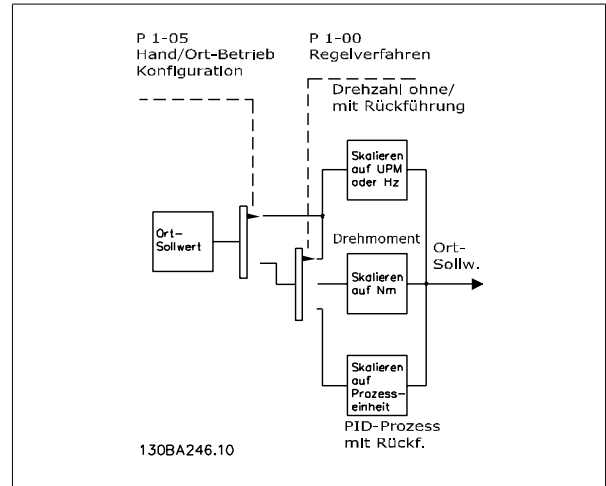 P 1-05
Hand/Ort-Betrieb
Konfiguration
P 1-00
Regelverfahren
Drehzahl ohne/
mit Rückführung
Skalieren
auf UPM
oder Hz
Ort-
Sollwert
Drehmoment
Skalieren
auf Nm
Ort-
Sollw.
Skalieren
auf
Prozess-
einheit
PID-Prozess
mit Rückf.
130BA246.10